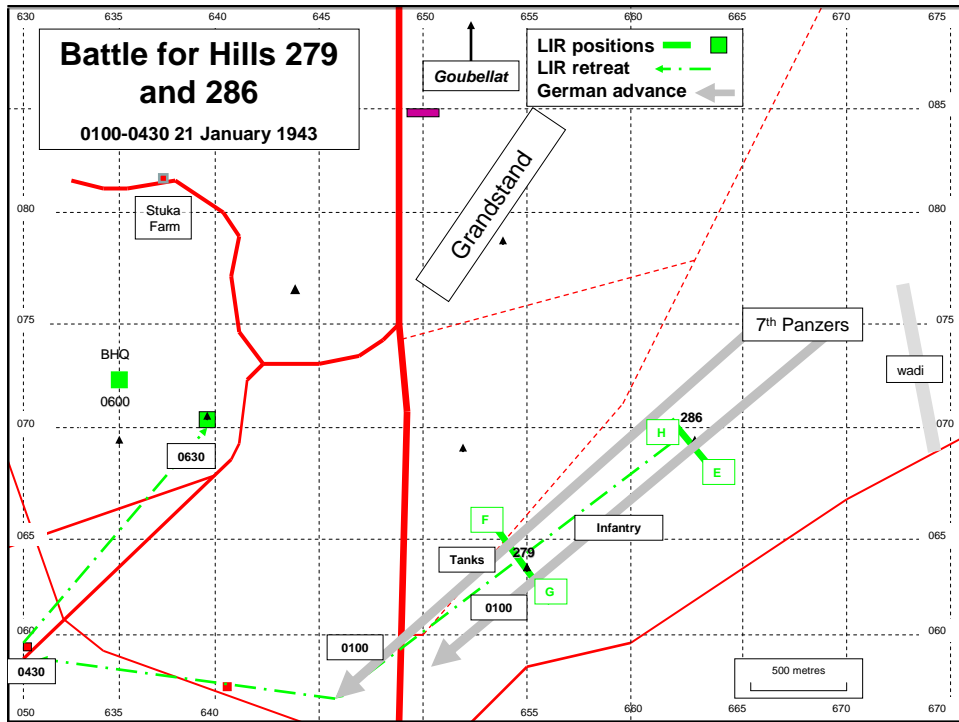 630 635 640 645 650 655 660 665 670 675
Battle for Hills 279
and 286
0100-0430 21 January 1943
Goubellat
LIR positions
LIR retreat
German advance
085 085
Grandstand
Stuka
Farm
080 080
075 075
7th Panzers
BHQ
0600
wadi
070 070
0630
286
H
E
F
Infantry
065 065
Tanks
279
G
0100
060 060
0100
0430
500 metres
050 635 640 645 650 655 660 665 670 670